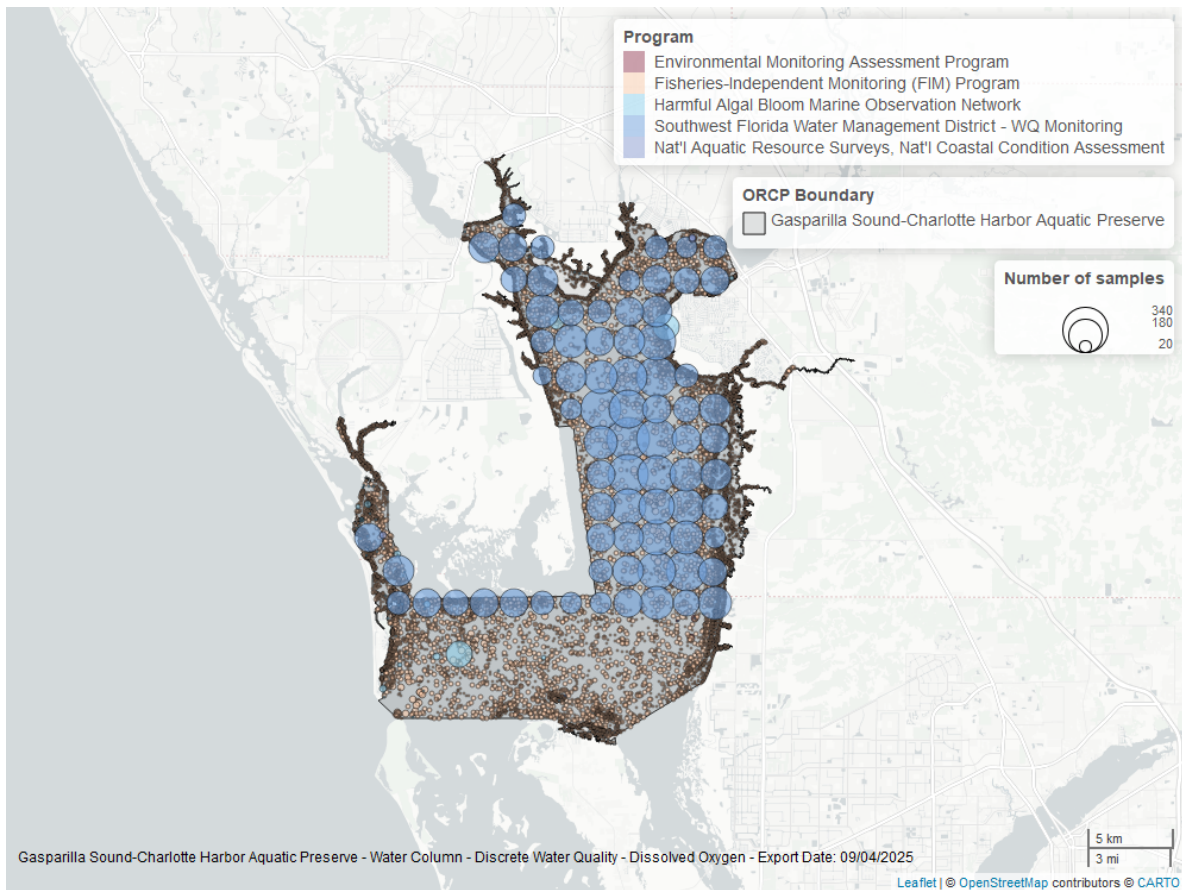 Program
Environmental Monitoring Assessment Program
Fisheries-Independent Monitoring (FIM) Program
Harmful Algal Bloom Marine Observation Network
Southwest Florida Water Management District - WQ Monitoring
Nat'l Aquatic Resource Surveys, Nat'l Coastal Condition Assessment
ORCP Boundary
Gasparilla Sound-Charlotte Harbor Aquatic Preserve
Number of samples
340
180
20
5 km
3 mi
Gasparilla Sound-Charlotte Harbor Aquatic Preserve - Water Column - Discrete Water Quality - Dissolved Oxygen - Export Date: 09/04/2025
Leaflet | © OpenStreetMap contributors © CARTO